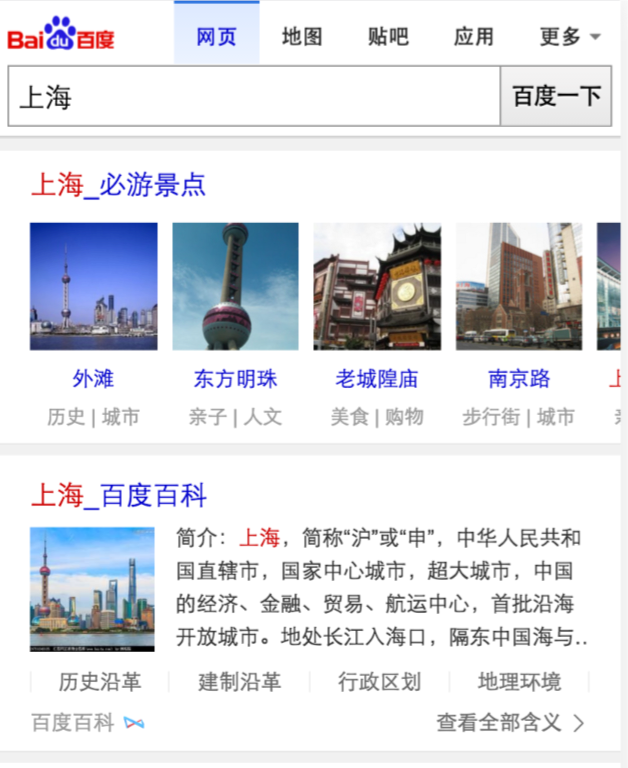 Bai du 百度
网页 地图 贴吧 应用 更多
上海 百度一下
上海_必游景点
外滩 东方明珠 老城隍庙 南京路
历史 | 城市 亲子 | 人文 美食 | 购物 步行街 | 城市
上海_百度百科
简介：上海，简称“沪”或“申”，中华人民共和
国直辖市，国家中心城市，超大城市，中国
的经济、金融、贸易、航运中心，首批沿海
开放城市。地处长江入海口，隔东中国海与..
历史沿革 建制沿革 行政区划 地理环境
百度百科 查看全部含义